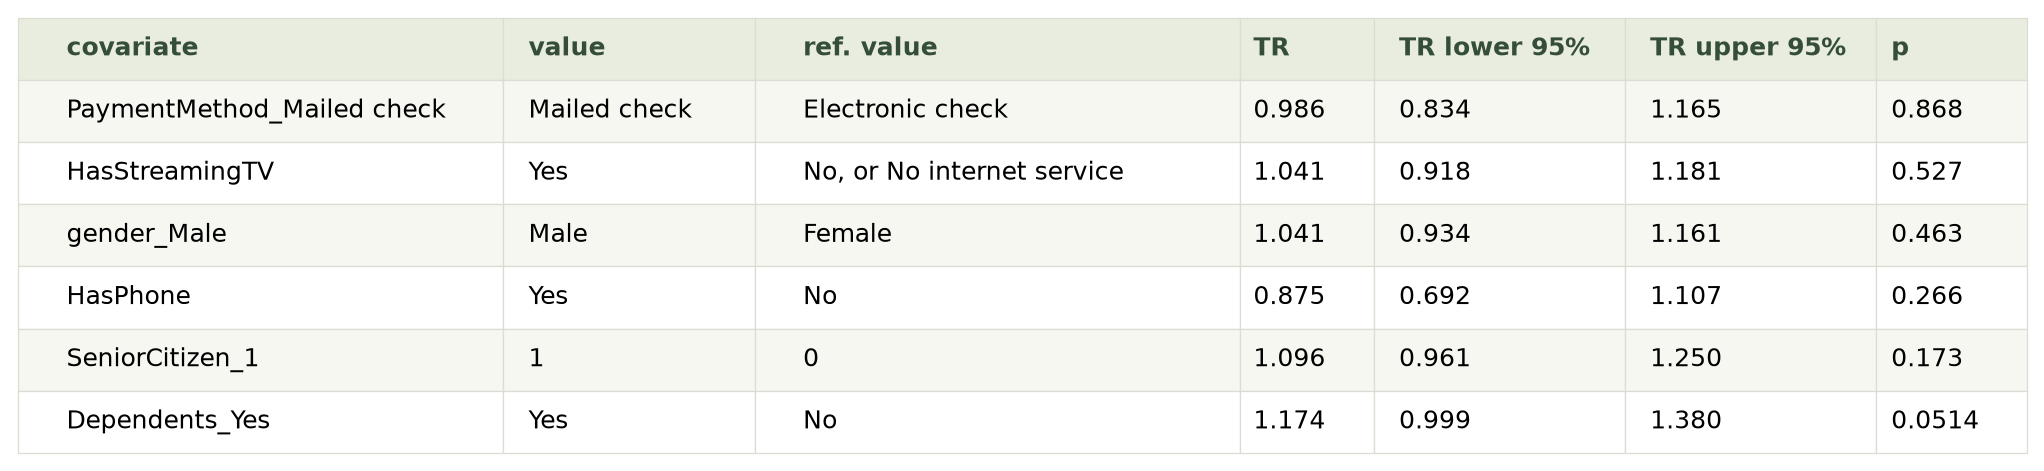 covariate value ref. value TR TR lower 95% TR upper 95% p
PaymentMethod_Mailed check Mailed check Electronic check 0.986 0.834 1.165 0.868
HasStreamingTV Yes No, or No internet service 1.041 0.918 1.181 0.527
gender_Male Male Female 1.041 0.934 1.161 0.463
HasPhone Yes No 0.875 0.692 1.107 0.266
SeniorCitizen_1 1 0 1.096 0.961 1.250 0.173
Dependents_Yes Yes No 1.174 0.999 1.380 0.0514